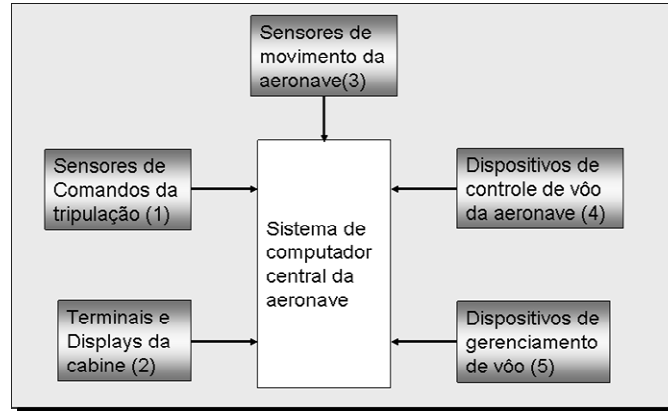 Sensores de
movimento da
aeronave(3)
Sensores de
Comandos da
tripulação (1)
Dispositivos de
controle de vôo
da aeronave (4)
Sistema de
computador
central da
aeronave
Terminais e
Displays da
cabine (2)
Dispositivos de
gerenciamento
de vôo (5)